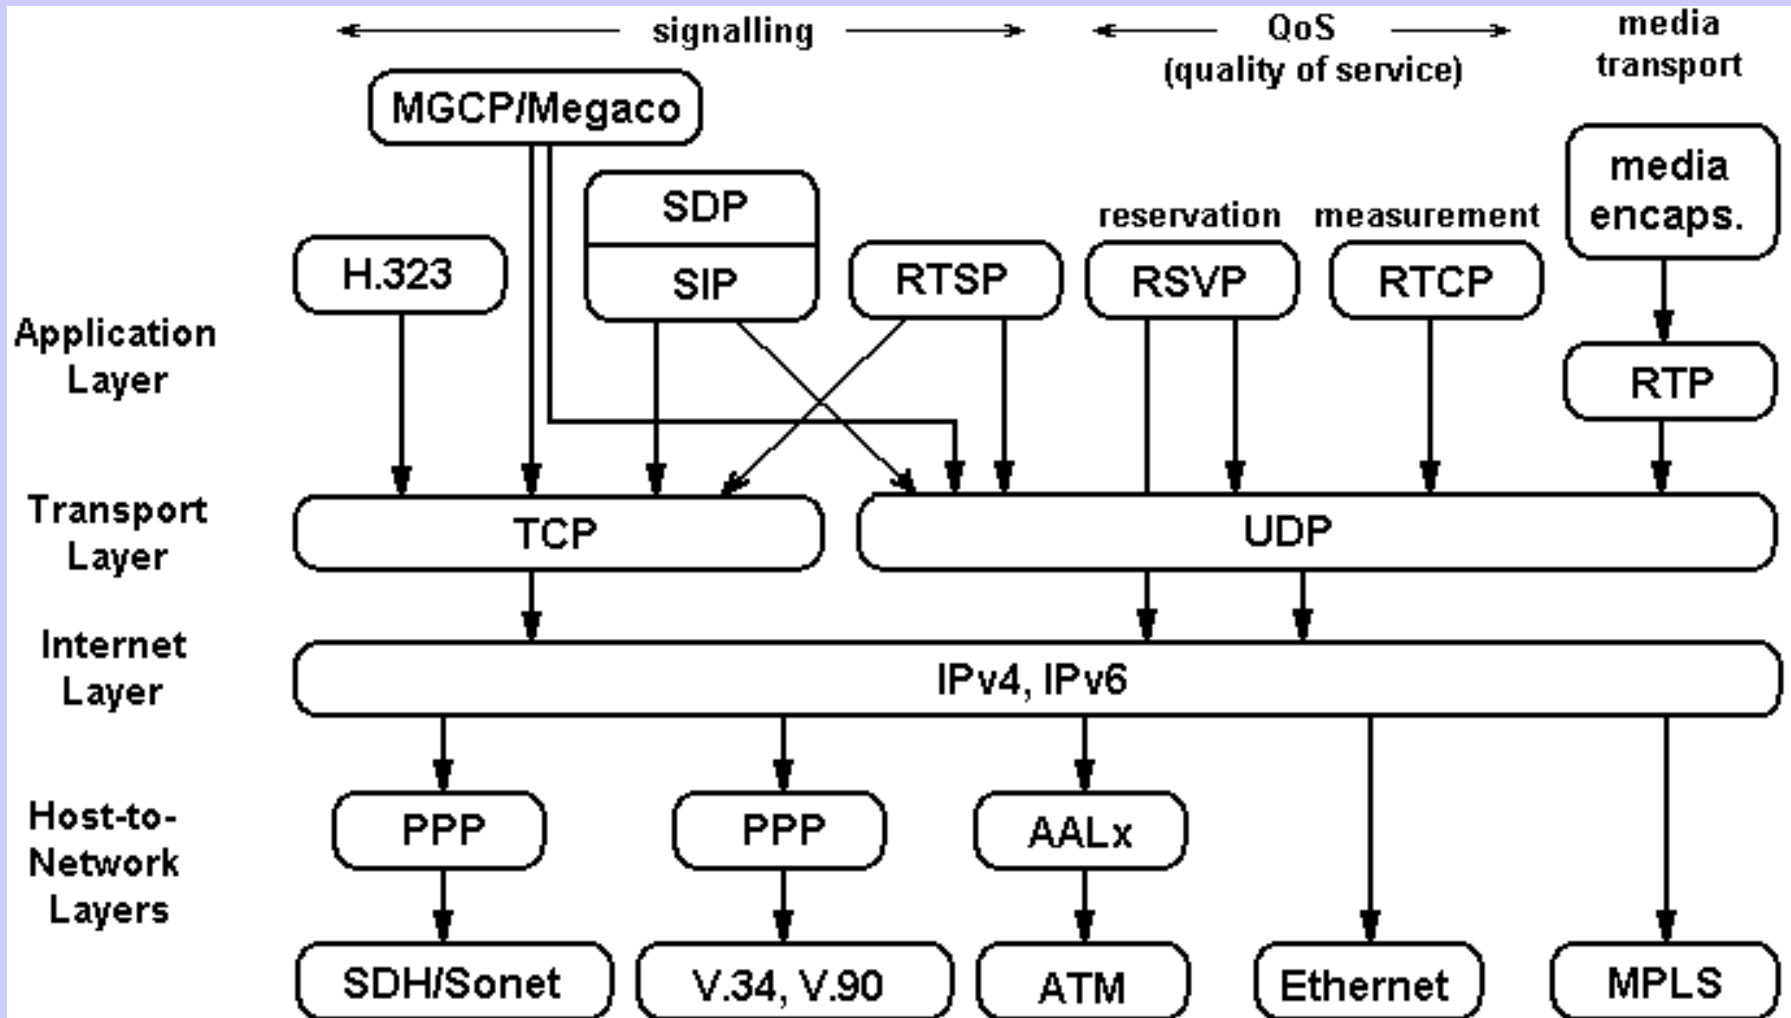 signalling
QoS
(quality of service)
media
transport
MGCP/Megaco
media
encaps.
SDP
SIP
reservation
measurement
H.323
RTSP
RSVP
RTCP
Application
Layer
RTP
Transport
Layer
TCP
UDP
Internet
Layer
IPv4, IPv6
Host-to-
Network
Layers
PPP
PPP
AALx
SDH/Sonet
V.34, V.90
ATM
Ethernet
MPLS